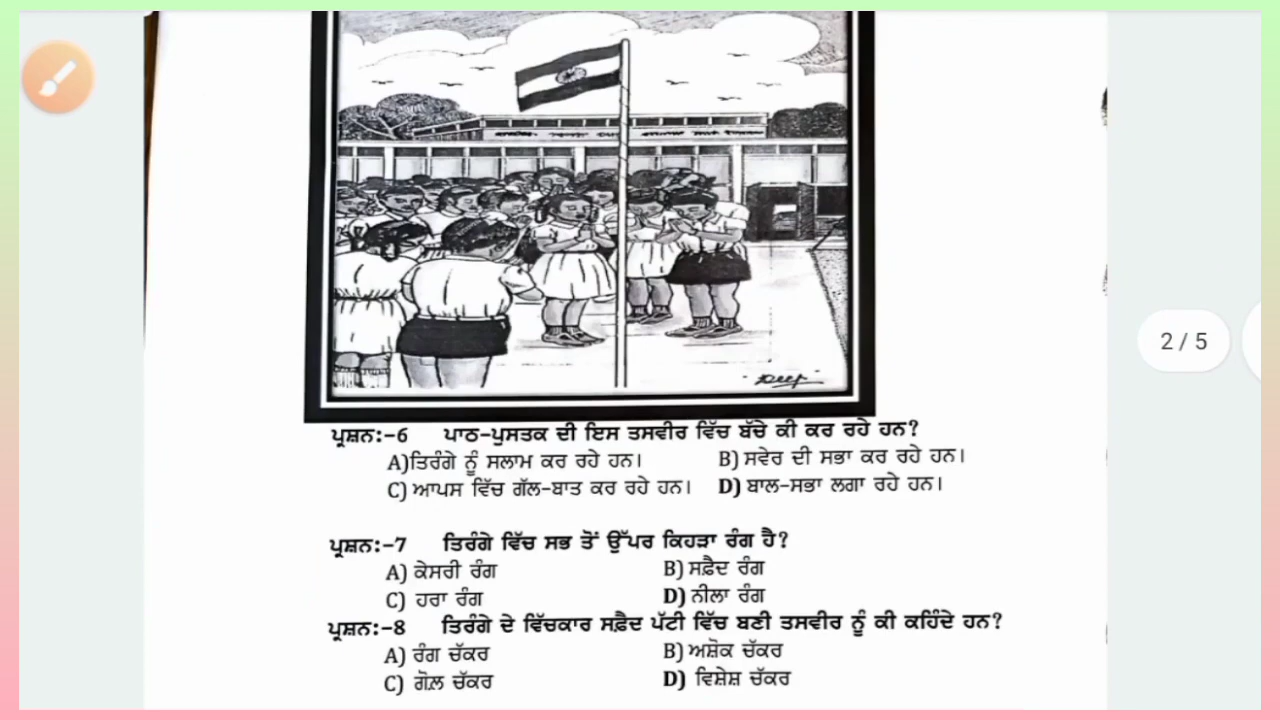 2 / 5
ਪ੍ਰਸ਼ਨ:-6 ਪਾਠ-ਪੁਸਤਕ ਦੀ ਇਸ ਤਸਵੀਰ ਵਿੱਚ ਬੱਚੇ ਕੀ ਕਰ ਰਹੇ ਹਨ?
A)ਤਿਰੰਗੇ ਨੂੰ ਸਲਾਮ ਕਰ ਰਹੇ ਹਨ। B) ਸਵੇਰ ਦੀ ਸਭਾ ਕਰ ਰਹੇ ਹਨ।
C) ਆਪਸ ਵਿੱਚ ਗੱਲ-ਬਾਤ ਕਰ ਰਹੇ ਹਨ। D) ਬਾਲ-ਸਭਾ ਲਗਾ ਰਹੇ ਹਨ।
ਪ੍ਰਸ਼ਨ:-7 ਤਿਰੰਗੇ ਵਿੱਚ ਸਭ ਤੋਂ ਉੱਪਰ ਕਿਹੜਾ ਰੰਗ ਹੈ?
A) ਕੇਸਰੀ ਰੰਗ B) ਸਫ਼ੈਦ ਰੰਗ
C) ਹਰਾ ਰੰਗ D) ਨੀਲਾ ਰੰਗ
ਪ੍ਰਸ਼ਨ:-8 ਤਿਰੰਗੇ ਦੇ ਵਿੱਚਕਾਰ ਸਫ਼ੈਦ ਪੱਟੀ ਵਿੱਚ ਬਣੀ ਤਸਵੀਰ ਨੂੰ ਕੀ ਕਹਿੰਦੇ ਹਨ?
A) ਰੰਗ ਚੱਕਰ B) ਅਸ਼ੋਕ ਚੱਕਰ
C) ਗੋਲ਼ ਚੱਕਰ D) ਵਿਸ਼ੇਸ਼ ਚੱਕਰ